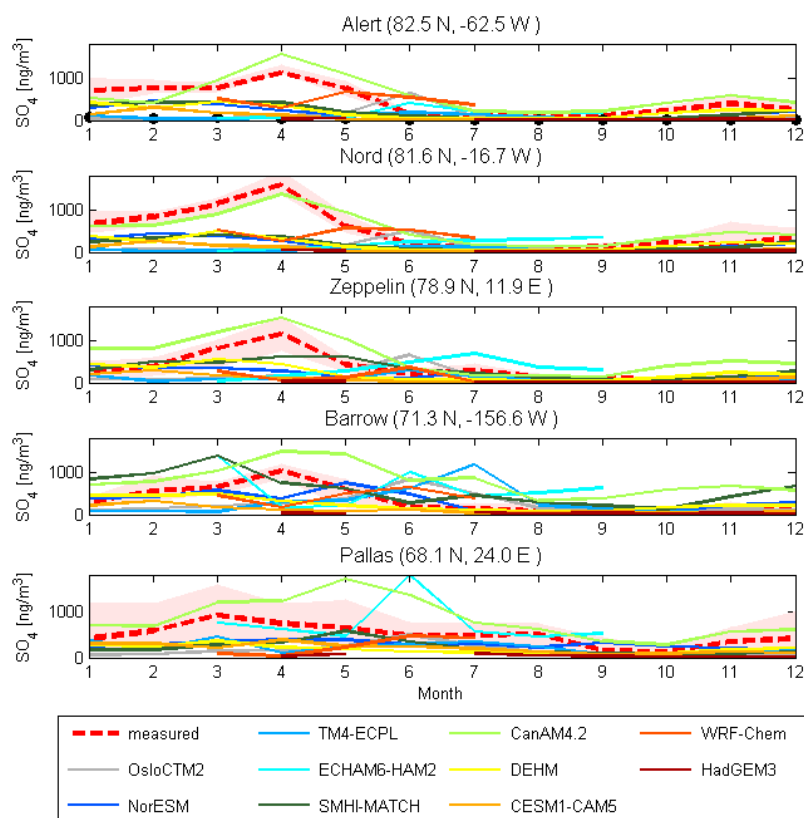 Alert (82.5 N, -62.5 W )
SO4 [ng/m3]
1000
0
1 2 3 4 5 6 7 8 9 10 11 12
Nord (81.6 N, -16.7 W )
SO4 [ng/m3]
1000
0
1 2 3 4 5 6 7 8 9 10 11 12
Zeppelin (78.9 N, 11.9 E )
SO4 [ng/m3]
1000
0
1 2 3 4 5 6 7 8 9 10 11 12
Barrow (71.3 N, -156.6 W )
SO4 [ng/m3]
1000
0
1 2 3 4 5 6 7 8 9 10 11 12
Pallas (68.1 N, 24.0 E )
SO4 [ng/m3]
1000
0
1 2 3 4 5 6 7 8 9 10 11 12
Month
measured TM4-ECPL CanAM4.2 WRF-Chem
OsloCTM2 ECHAM6-HAM2 DEHM HadGEM3
NorESM SMHI-MATCH CESM1-CAM5